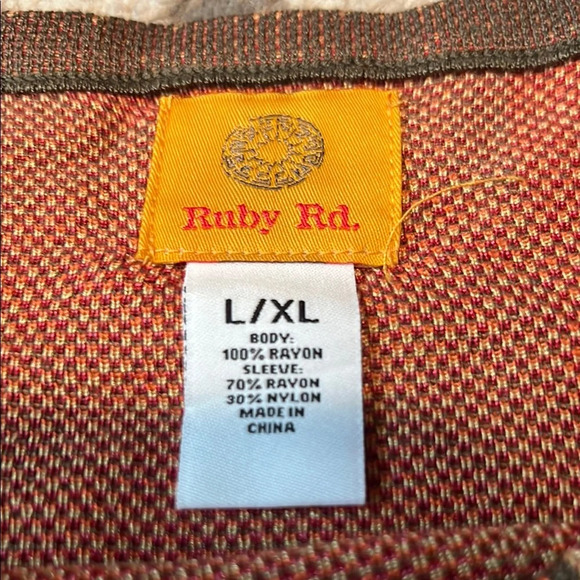 Ruby Rd.
L/XL
BODY:
100% RAYON
SLEEVE:
70% RAYON
30% NYLON
MADE IN
CHINA